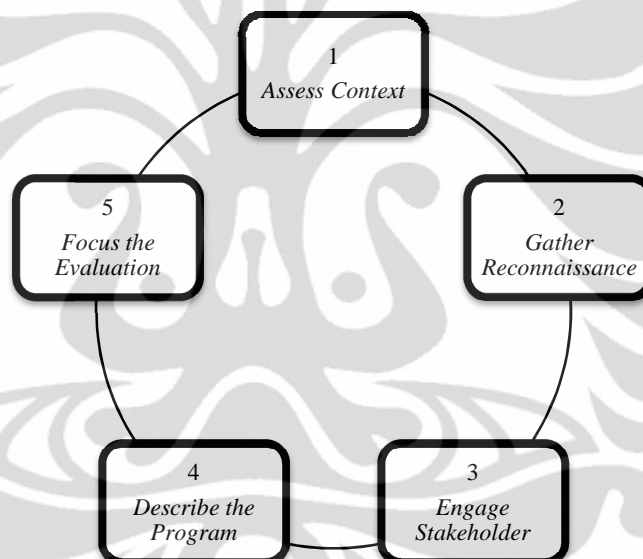 1
Assess Context
2
Gather
Reconnaissance
3
Engage
Stakeholder
4
Describe the
Program
5
Focus the
Evaluation